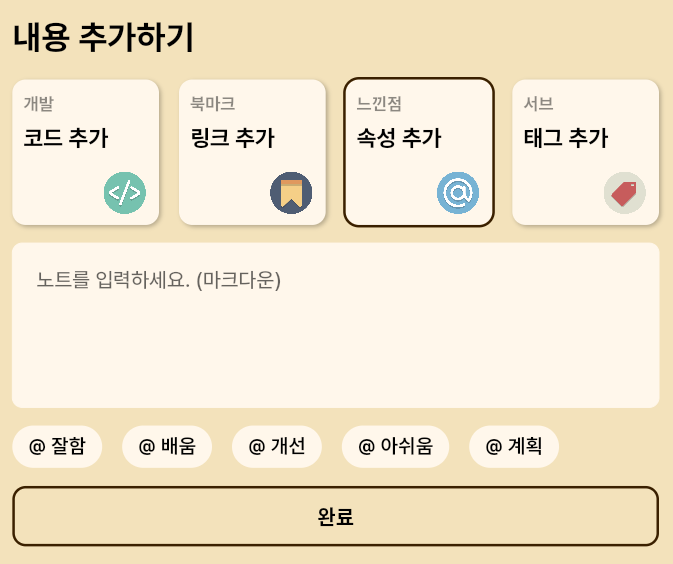 내용 추가하기
개발
코드 추가
</>
북마크
링크 추가
느낀점
속성 추가
@
서브
태그 추가
노트를 입력하세요. (마크다운)
@ 잘함
@ 배움
@ 개선
@ 아쉬움
@ 계획
완료